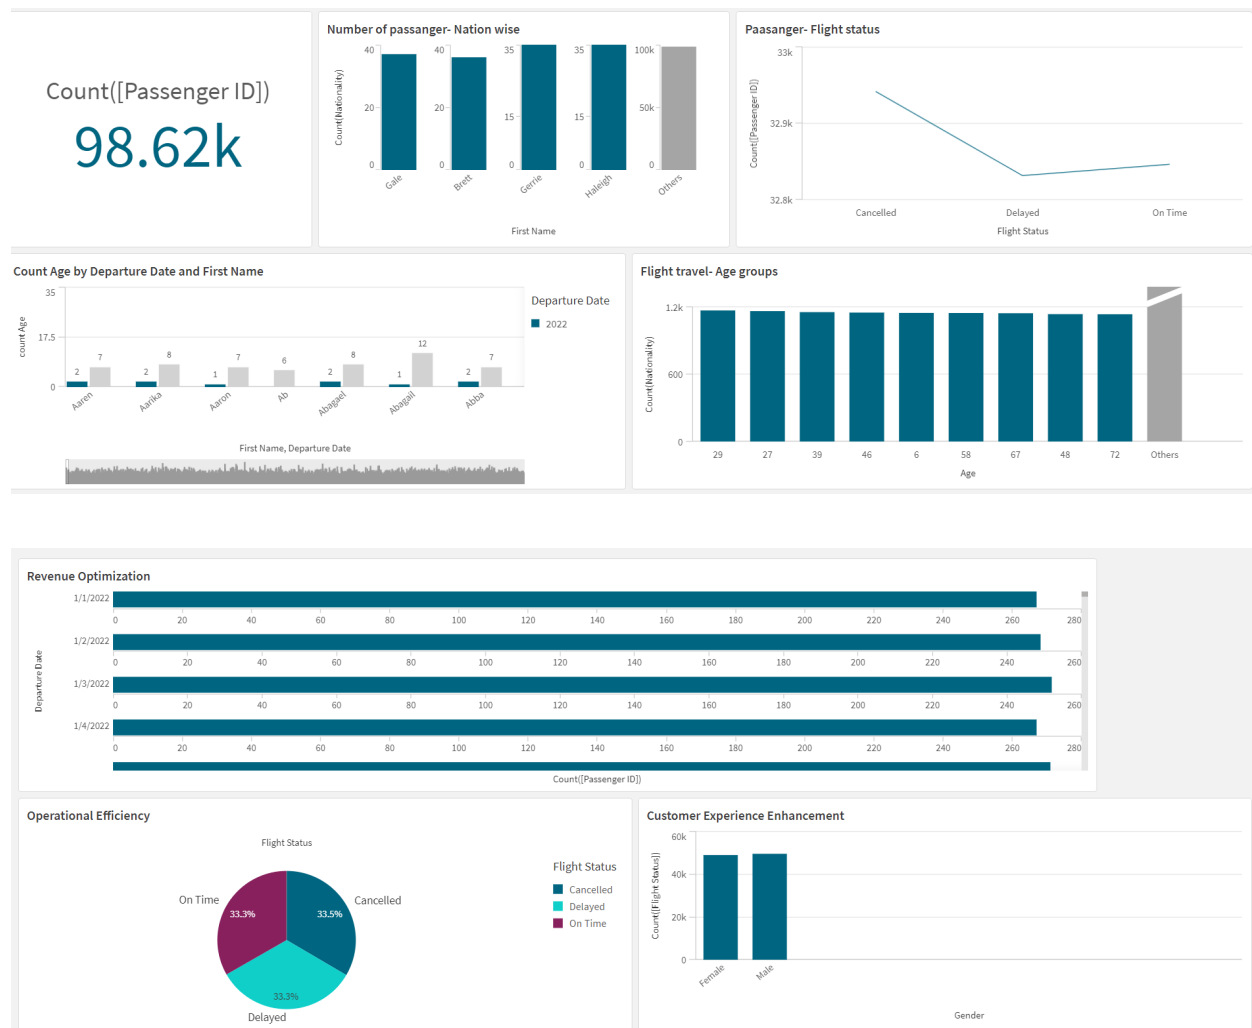 Count([Passenger ID])
98.62k
Number of passanger- Nation wise
Count(Nationality)
40 40 35 35 100k
20 20 15 15 50k
0 0 0 0 0
Gale Brett Gerrie Haleigh Others
First Name
Paasanger- Flight status
Count([Passenger ID])
33k
32.9k
32.8k
Cancelled Delayed On Time
Flight Status
Count Age by Departure Date and First Name
count Age
35
17.5
0
2 7 2 8 1 7 6 2 8 1 12 2 7
Aaren Aarika Aaron Ab Abagael Abagail Abba
First Name, Departure Date
Departure Date
2022
Flight travel- Age groups
Count(Nationality)
1.2k
600
0
29 27 39 46 6 58 67 48 72 Others
Age
Revenue Optimization
Departure Date
1/1/2022
0 20 40 60 80 100 120 140 160 180 200 220 240 260 280
1/2/2022
0 20 40 60 80 100 120 140 160 180 200 220 240 260
1/3/2022
0 20 40 60 80 100 120 140 160 180 200 220 240 260
1/4/2022
0 20 40 60 80 100 120 140 160 180 200 220 240 260 280
Count([Passenger ID])
Operational Efficiency
Flight Status
On Time 33.3% 33.5% Cancelled
33.3%
Delayed
Flight Status
Cancelled
Delayed
On Time
Customer Experience Enhancement
Count([Flight Status])
60k
40k
20k
0
Female Male
Gender